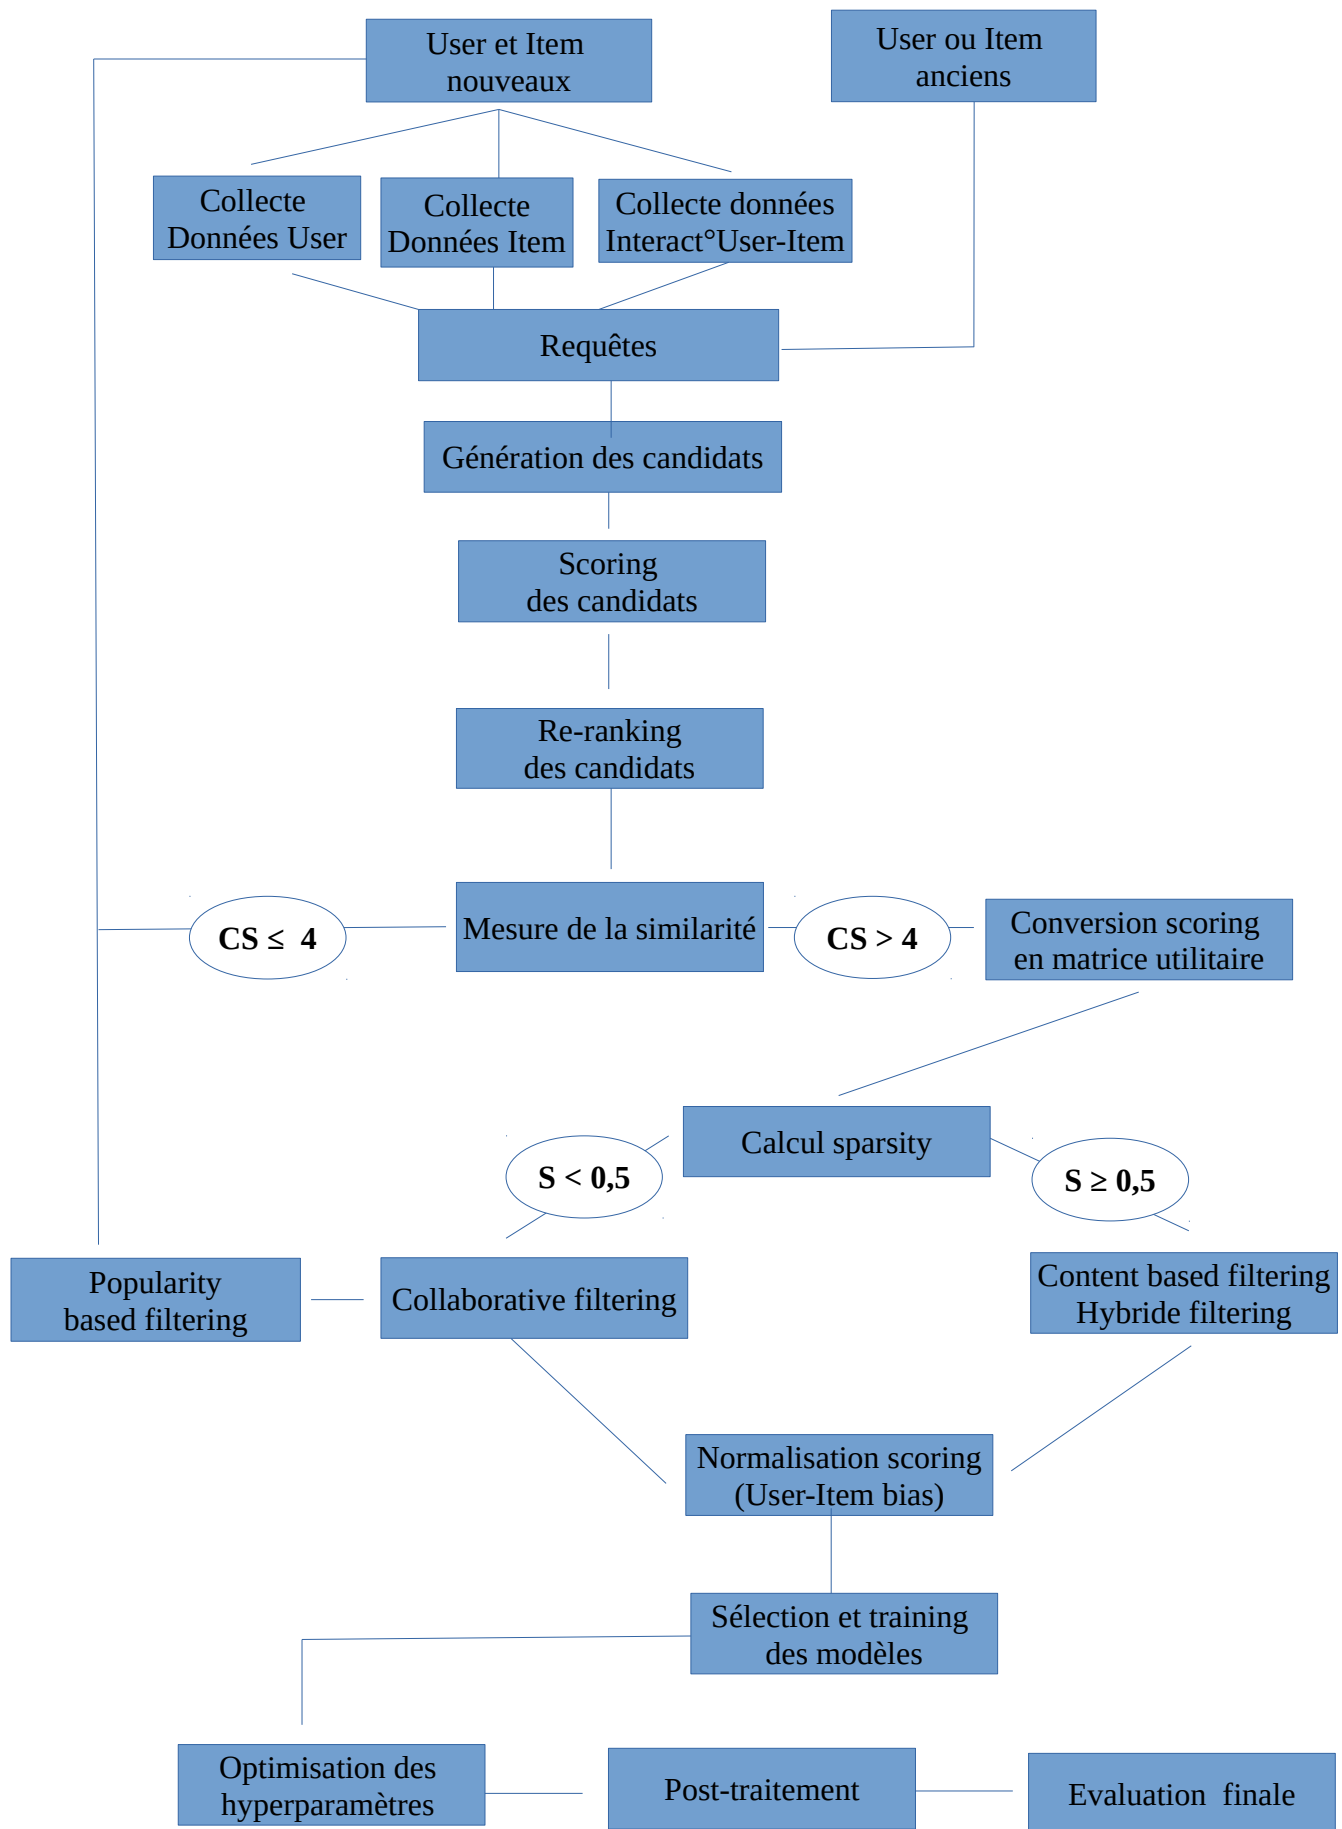 User et Item
nouveaux
User ou Item
anciens
Collecte
Données User
Collecte
Données Item
Collecte données
Interact°User-Item
Requêtes
Génération des candidats
Scoring
des candidats
Re-ranking
des candidats
CS ≤ 4
Mesure de la similarité
CS > 4
Conversion scoring
en matrice utilitaire
Calcul sparsity
S < 0,5
S ≥ 0,5
Popularity
based filtering
Collaborative filtering
Content based filtering
Hybride filtering
Normalisation scoring
(User-Item bias)
Sélection et training
des modèles
Optimisation des
hyperparamètres
Post-traitement
Evaluation finale